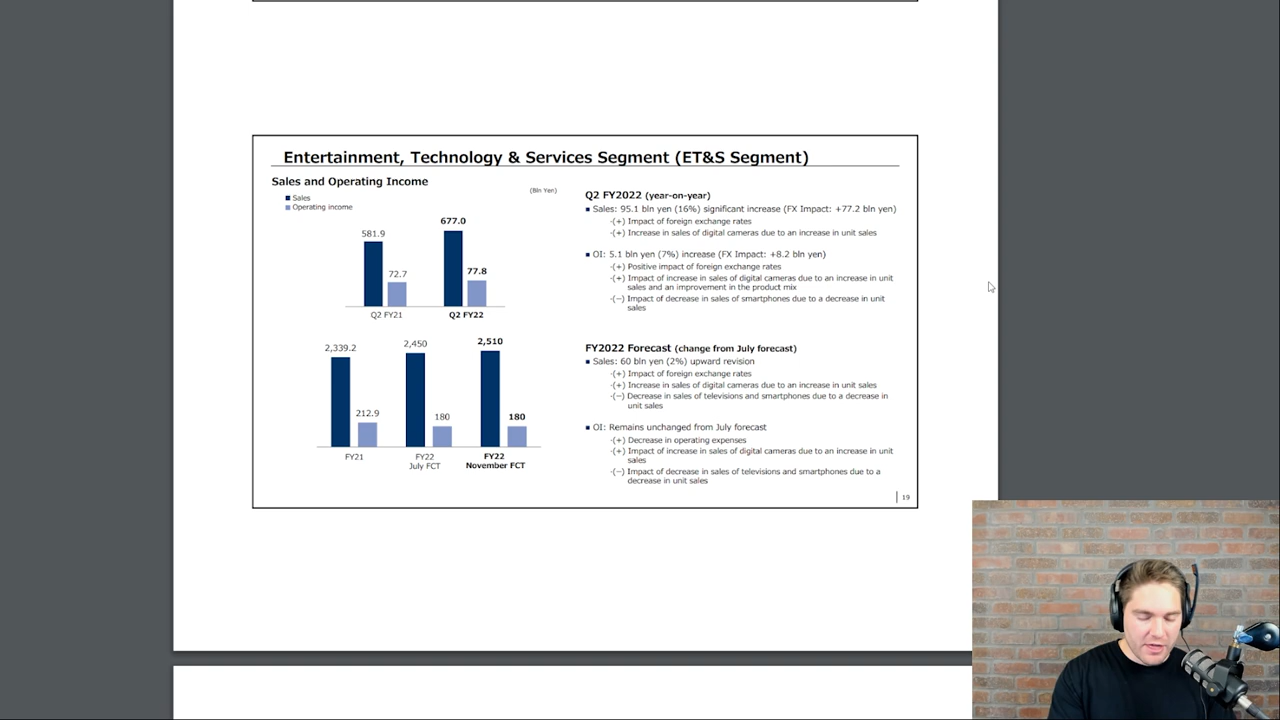 Entertainment, Technology & Services Segment (ET&S Segment)
Sales and Operating Income
(Bln Yen)
Sales
Operating income
581.9
72.7
677.0
77.8
Q2 FY21
Q2 FY22
2,339.2
212.9
2,450
180
2,510
180
FY21
FY22
July FCT
FY22
November FCT
Q2 FY2022 (year-on-year)
■ Sales: 95.1 bln yen (16%) significant increase (FX Impact: +77.2 bln yen)
·(+) Impact of foreign exchange rates
·(+) Increase in sales of digital cameras due to an increase in unit sales
■ OI: 5.1 bln yen (7%) increase (FX Impact: +8.2 bln yen)
·(+) Positive impact of foreign exchange rates
·(+) Impact of increase in sales of digital cameras due to an increase in unit
sales and an improvement in the product mix
·(−) Impact of decrease in sales of smartphones due to a decrease in unit
sales
FY2022 Forecast (change from July forecast)
■ Sales: 60 bln yen (2%) upward revision
·(+) Impact of foreign exchange rates
·(+) Increase in sales of digital cameras due to an increase in unit sales
·(−) Decrease in sales of televisions and smartphones due to a decrease in
unit sales
■ OI: Remains unchanged from July forecast
·(+) Decrease in operating expenses
·(+) Impact of increase in sales of digital cameras due to an increase in unit
sales
·(−) Impact of decrease in sales of televisions and smartphones due to a
decrease in unit sales
19